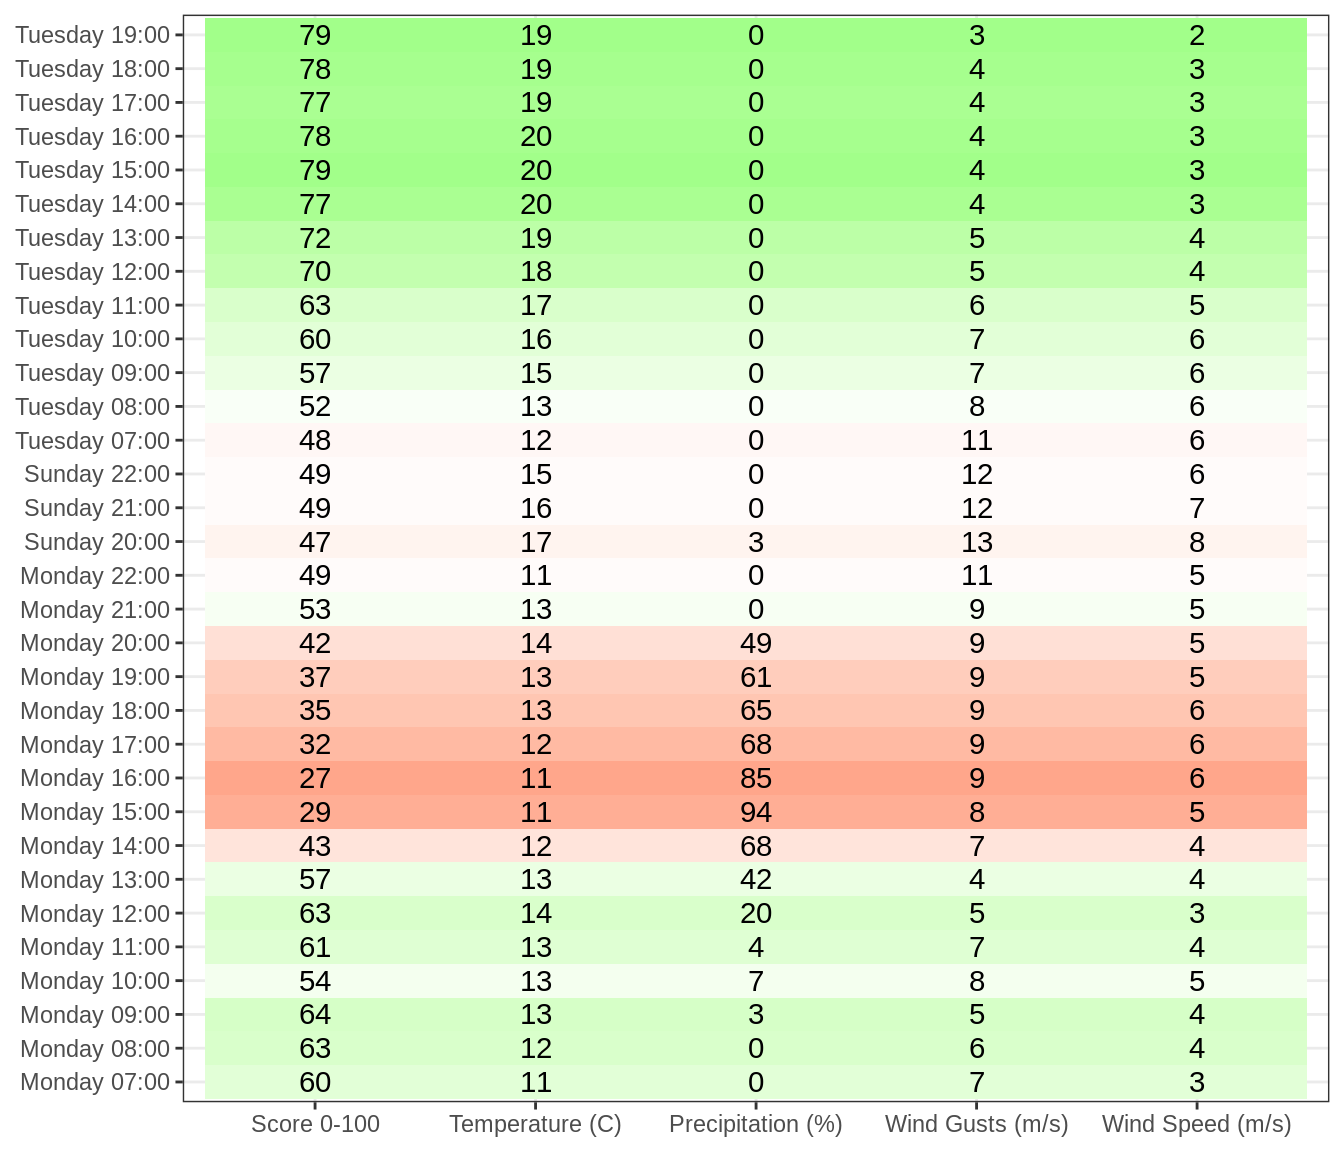 Tuesday 19:00 79 19 0 3 2
Tuesday 18:00 78 19 0 4 3
Tuesday 17:00 77 19 0 4 3
Tuesday 16:00 78 20 0 4 3
Tuesday 15:00 79 20 0 4 3
Tuesday 14:00 77 20 0 4 3
Tuesday 13:00 72 19 0 5 4
Tuesday 12:00 70 18 0 5 4
Tuesday 11:00 63 17 0 6 5
Tuesday 10:00 60 16 0 7 6
Tuesday 09:00 57 15 0 7 6
Tuesday 08:00 52 13 0 8 6
Tuesday 07:00 48 12 0 11 6
Sunday 22:00 49 15 0 12 6
Sunday 21:00 49 16 0 12 7
Sunday 20:00 47 17 3 13 8
Monday 22:00 49 11 0 11 5
Monday 21:00 53 13 0 9 5
Monday 20:00 42 14 49 9 5
Monday 19:00 37 13 61 9 5
Monday 18:00 35 13 65 9 6
Monday 17:00 32 12 68 9 6
Monday 16:00 27 11 85 9 6
Monday 15:00 29 11 94 8 5
Monday 14:00 43 12 68 7 4
Monday 13:00 57 13 42 4 4
Monday 12:00 63 14 20 5 3
Monday 11:00 61 13 4 7 4
Monday 10:00 54 13 7 8 5
Monday 09:00 64 13 3 5 4
Monday 08:00 63 12 0 6 4
Monday 07:00 60 11 0 7 3
Score 0-100 Temperature (C) Precipitation (%) Wind Gusts (m/s) Wind Speed (m/s)